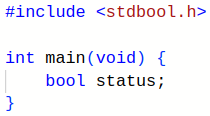 #include <stdbool.h>
int main(void) {
    bool status;
}